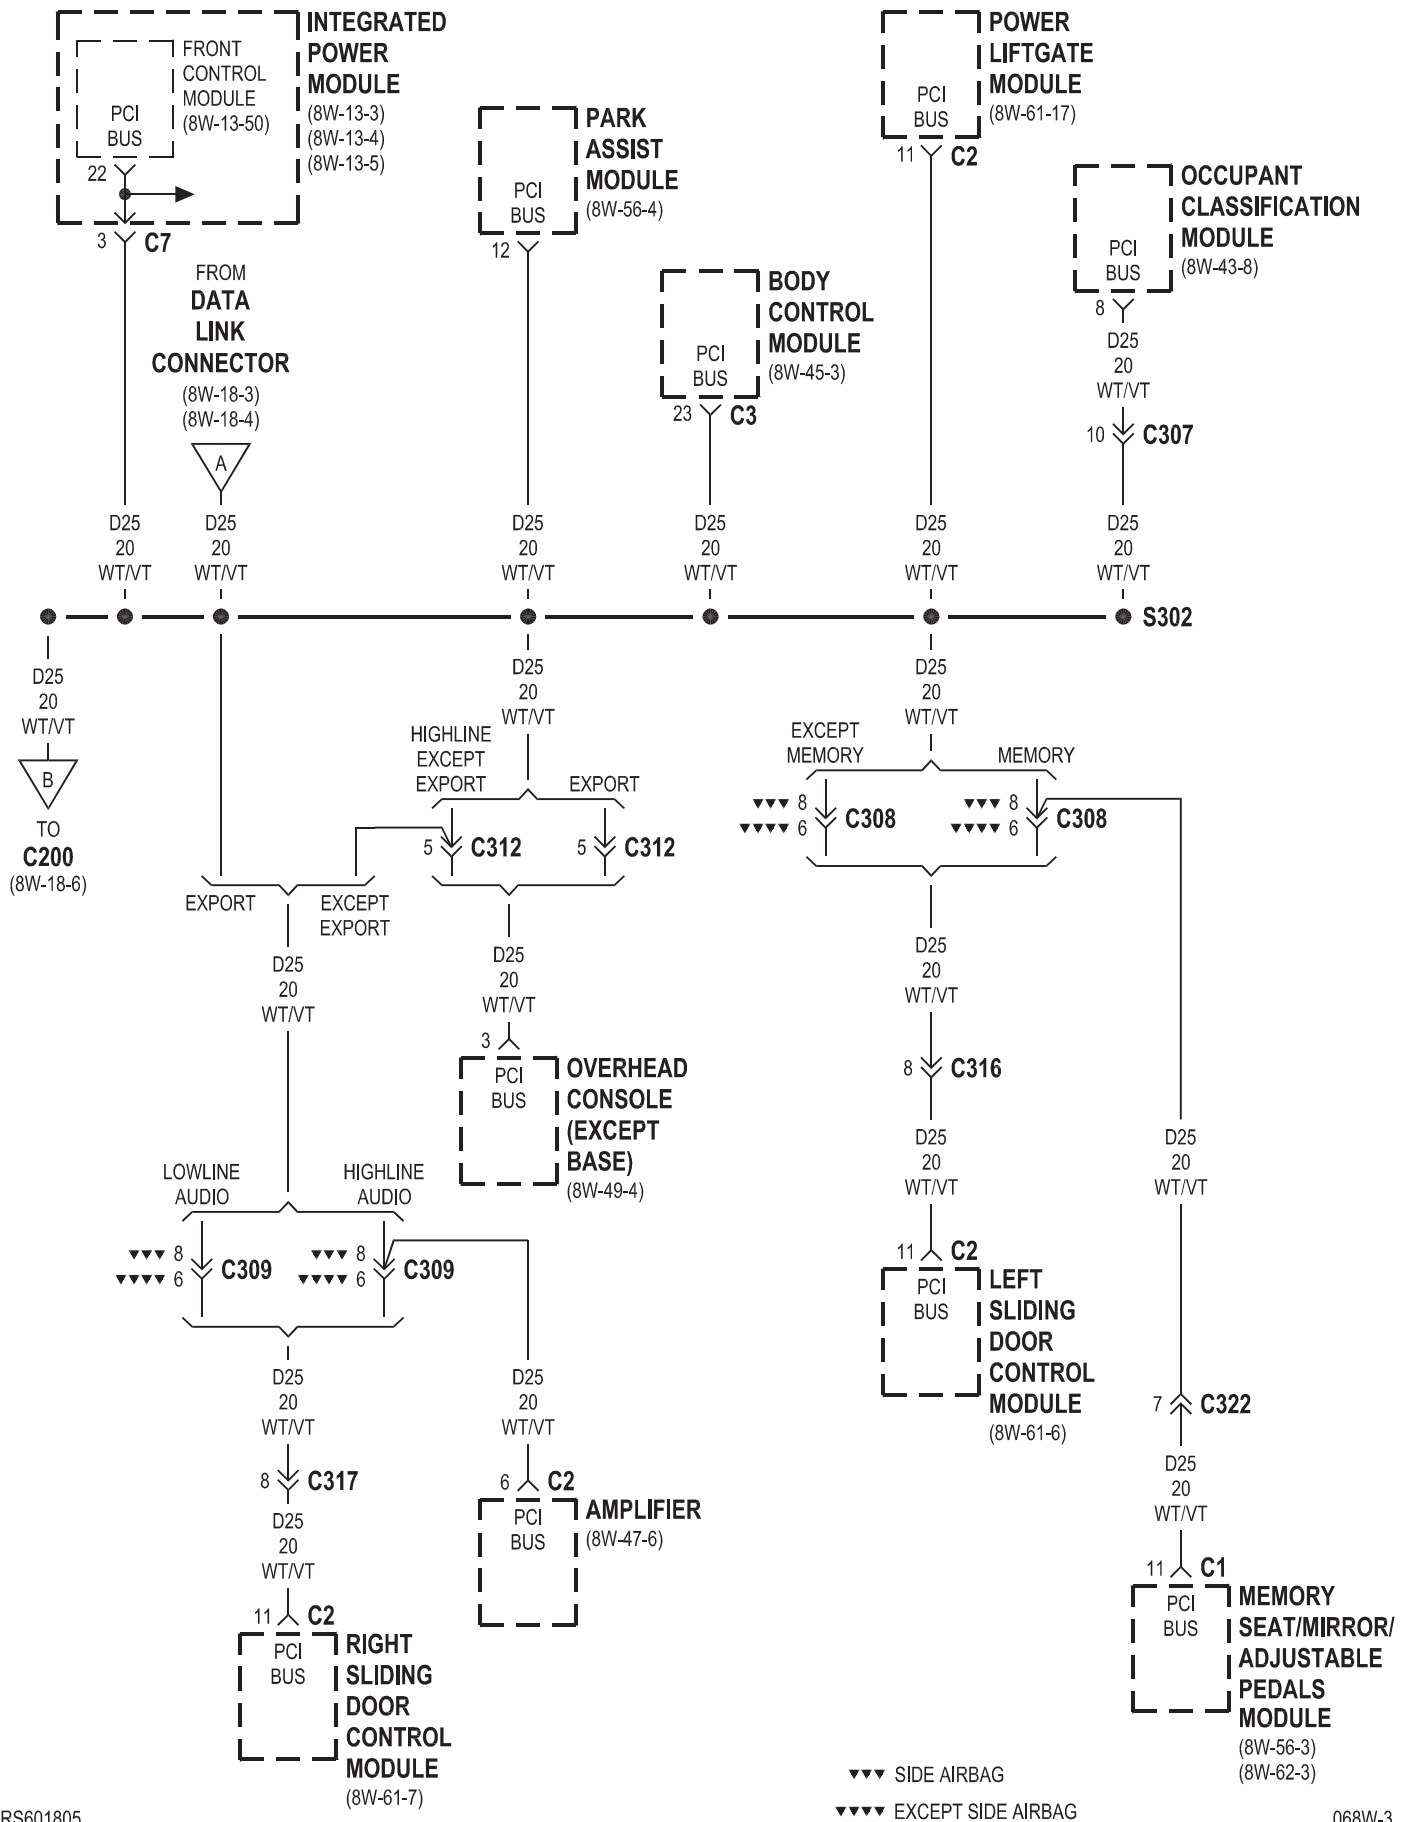 INTEGRATED
POWER
MODULE
(8W-13-3)
(8W-13-4)
(8W-13-5)
FRONT
CONTROL
MODULE
(8W-13-50)
PCI
BUS
22
3 C7
FROM
DATA
LINK
CONNECTOR
(8W-18-3)
(8W-18-4)
A
PARK
ASSIST
MODULE
(8W-56-4)
PCI
BUS
12
BODY
CONTROL
MODULE
(8W-45-3)
PCI
BUS
23 C3
POWER
LIFTGATE
MODULE
(8W-61-17)
PCI
BUS
11 C2
OCCUPANT
CLASSIFICATION
MODULE
(8W-43-8)
PCI
BUS
8
D25
20
WT/VT
10 C307
D25
20
WT/VT
D25
20
WT/VT
D25
20
WT/VT
D25
20
WT/VT
D25
20
WT/VT
D25
20
WT/VT
S302
D25
20
WT/VT
B
TO
C200
(8W-18-6)
D25
20
WT/VT
HIGHLINE
EXCEPT
EXPORT
EXPORT
5 C312
5 C312
EXPORT
EXCEPT
EXPORT
D25
20
WT/VT
D25
20
WT/VT
3
PCI
BUS
OVERHEAD
CONSOLE
(EXCEPT
BASE)
(8W-49-4)
D25
20
WT/VT
EXCEPT
MEMORY
MEMORY
▼▼▼ 8
▼▼▼▼ 6
C308
▼▼▼ 8
▼▼▼▼ 6
C308
D25
20
WT/VT
8 C316
D25
20
WT/VT
11 C2
PCI
BUS
LEFT
SLIDING
DOOR
CONTROL
MODULE
(8W-61-6)
D25
20
WT/VT
7 C322
D25
20
WT/VT
11 C1
PCI
BUS
MEMORY
SEAT/MIRROR/
ADJUSTABLE
PEDALS
MODULE
(8W-56-3)
(8W-62-3)
LOWLINE
AUDIO
HIGHLINE
AUDIO
▼▼▼ 8
▼▼▼▼ 6
C309
▼▼▼ 8
▼▼▼▼ 6
C309
D25
20
WT/VT
8 C317
D25
20
WT/VT
11 C2
PCI
BUS
RIGHT
SLIDING
DOOR
CONTROL
MODULE
(8W-61-7)
D25
20
WT/VT
6 C2
PCI
BUS
AMPLIFIER
(8W-47-6)
▼▼▼ SIDE AIRBAG
▼▼▼▼ EXCEPT SIDE AIRBAG
RS601805
068W-3